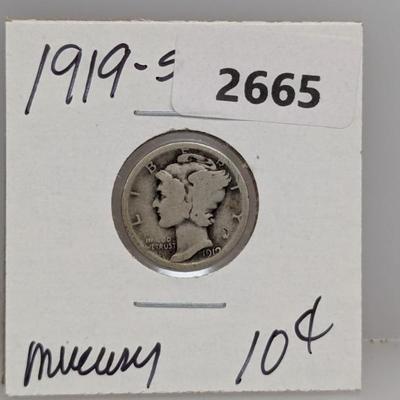 1919-S
2665
LIBERTY
IN GOD
WE TRUST
1919
Mercury 10¢